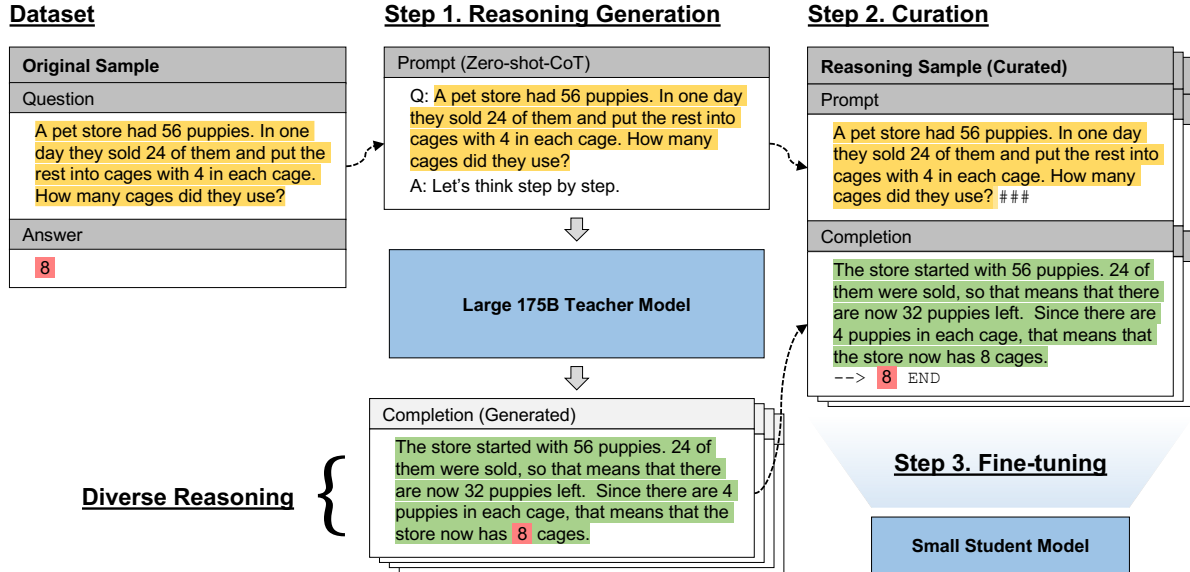 Dataset
Original Sample
Question
A pet store had 56 puppies. In one
day they sold 24 of them and put the
rest into cages with 4 in each cage.
How many cages did they use?
Answer
8
Step 1. Reasoning Generation
Prompt (Zero-shot-CoT)
Q: A pet store had 56 puppies. In one day
they sold 24 of them and put the rest into
cages with 4 in each cage. How many
cages did they use?
A: Let's think step by step.
Large 175B Teacher Model
Completion (Generated)
Diverse Reasoning
The store started with 56 puppies. 24 of
them were sold, so that means that there
are now 32 puppies left.  Since there are 4
puppies in each cage, that means that the
store now has 8 cages.
Step 2. Curation
Reasoning Sample (Curated)
Prompt
A pet store had 56 puppies. In one day
they sold 24 of them and put the rest into
cages with 4 in each cage. How many
cages did they use? ###
Completion
The store started with 56 puppies. 24 of
them were sold, so that means that there
are now 32 puppies left.  Since there are
4 puppies in each cage, that means that
the store now has 8 cages.
--> 8 END
Step 3. Fine-tuning
Small Student Model